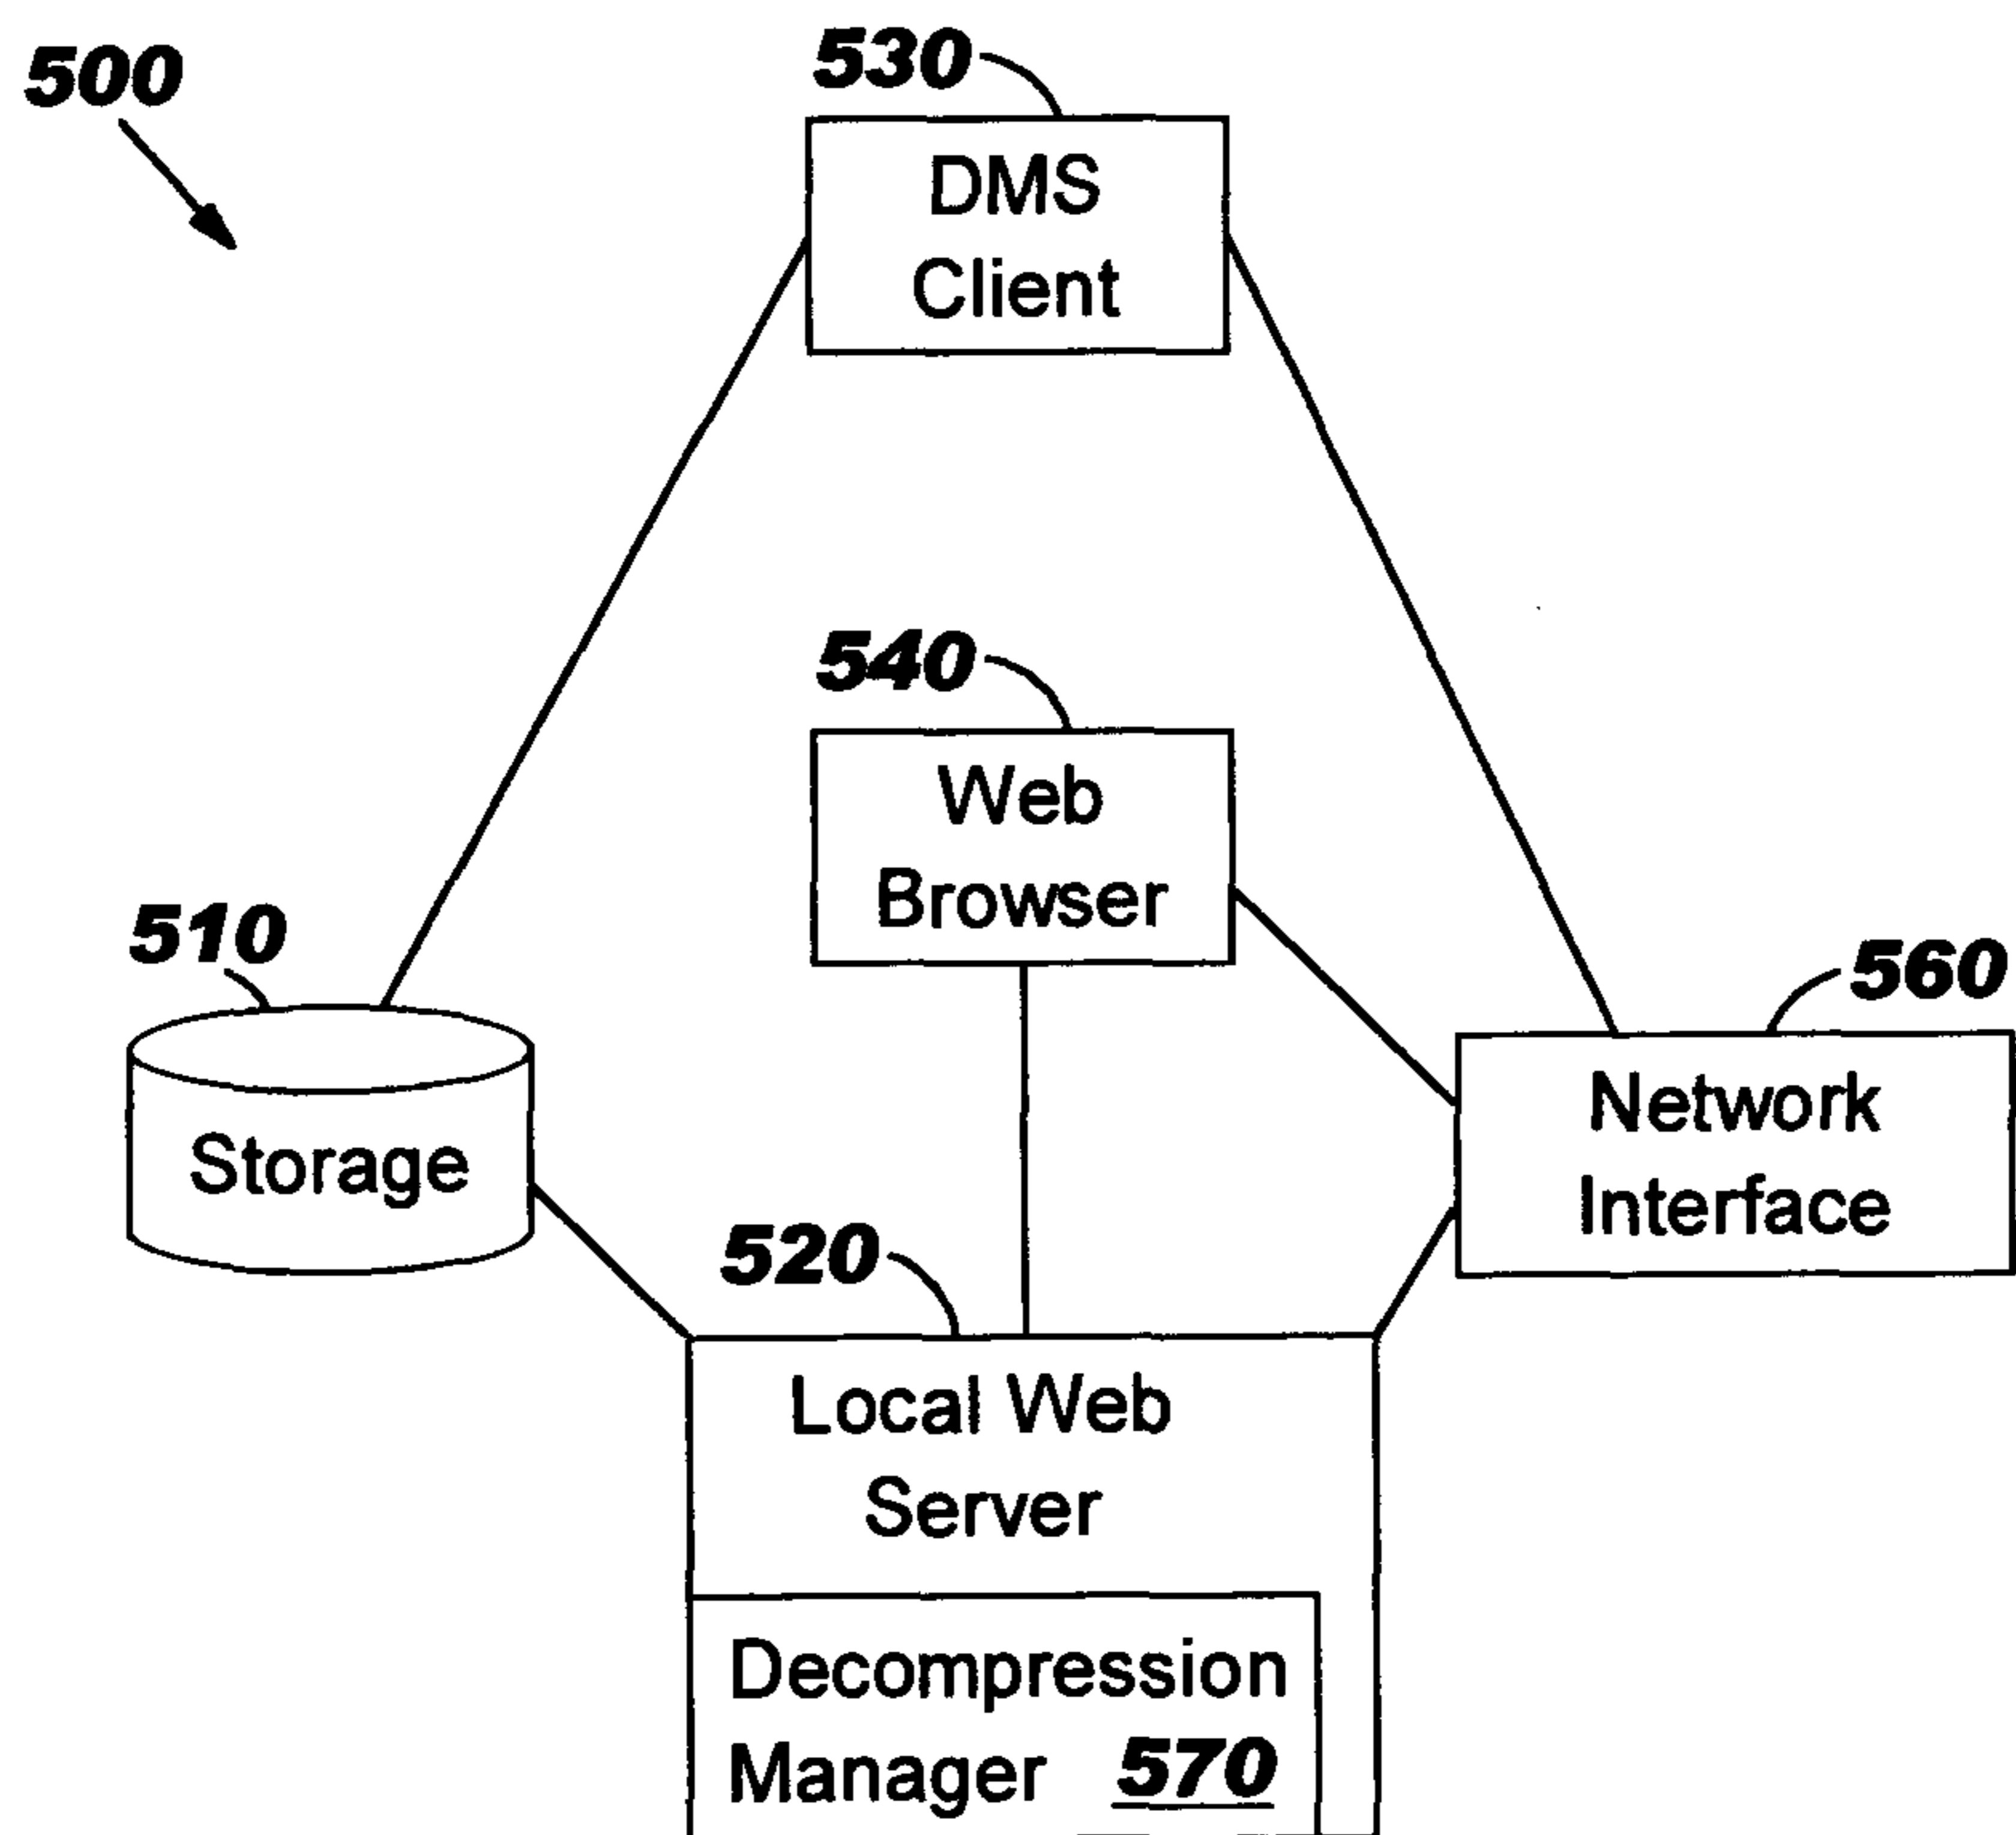 500
530
DMS
Client
540
Web
Browser
510
Storage
560
Network
Interface
520
Local Web
Server
Decompression
Manager 570